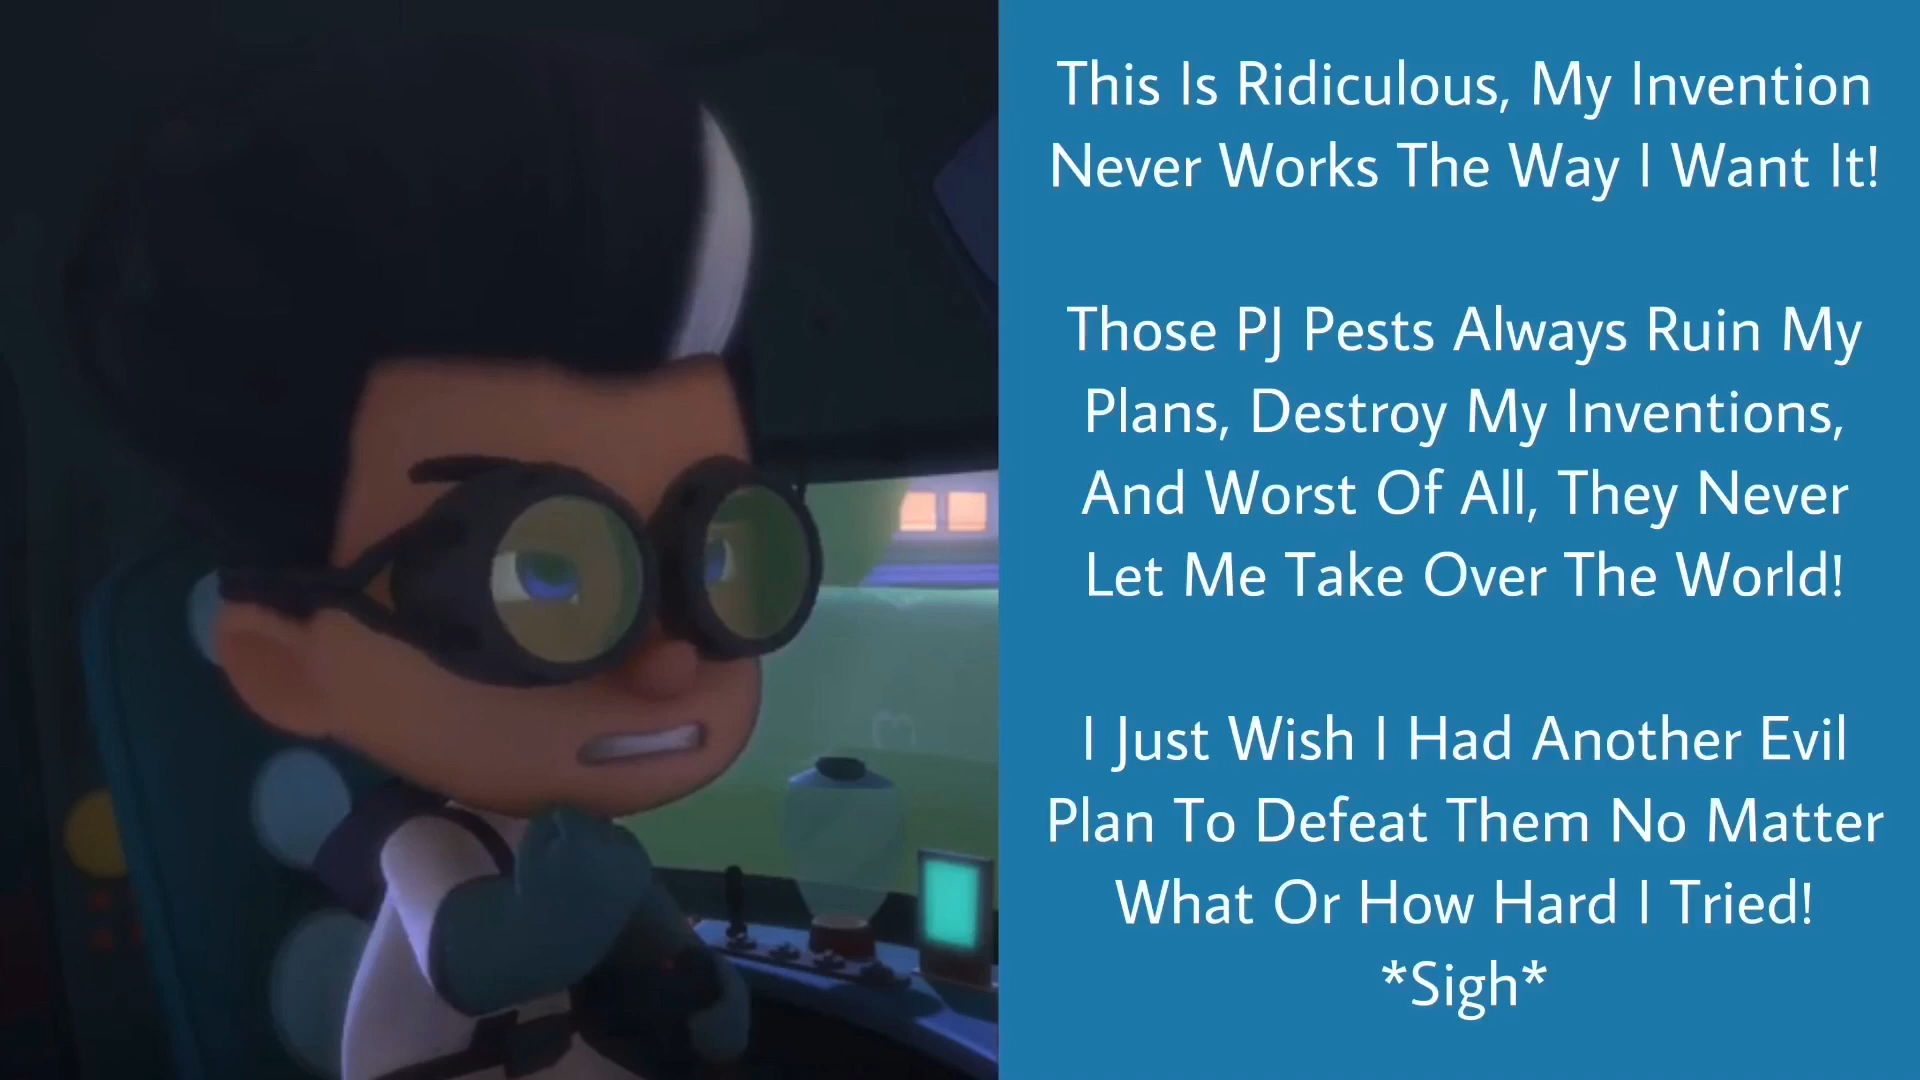 This Is Ridiculous, My Invention
Never Works The Way I Want It!
Those PJ Pests Always Ruin My
Plans, Destroy My Inventions,
And Worst Of All, They Never
Let Me Take Over The World!
I Just Wish I Had Another Evil
Plan To Defeat Them No Matter
What Or How Hard I Tried!
*Sigh*